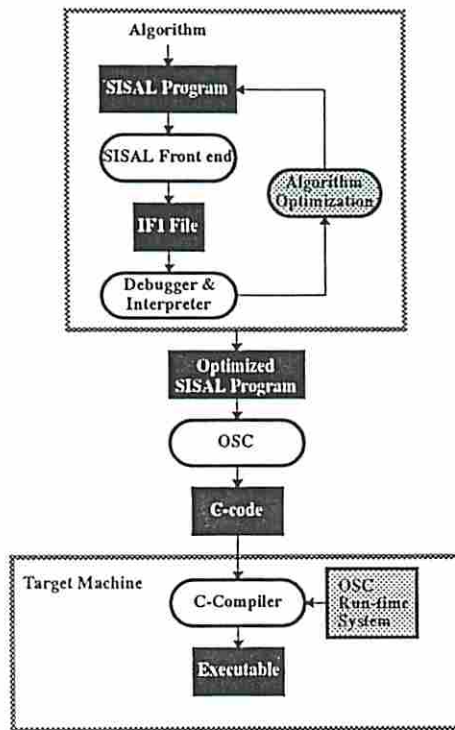 Algorithm
SISAL Program
SISAL Front end
Algorithm
Optimization
IF1 File
Debugger &
Interpreter
Optimized
SISAL Program
OSC
C-code
Target Machine
C-Compiler
OSC
Run-time
System
Executable